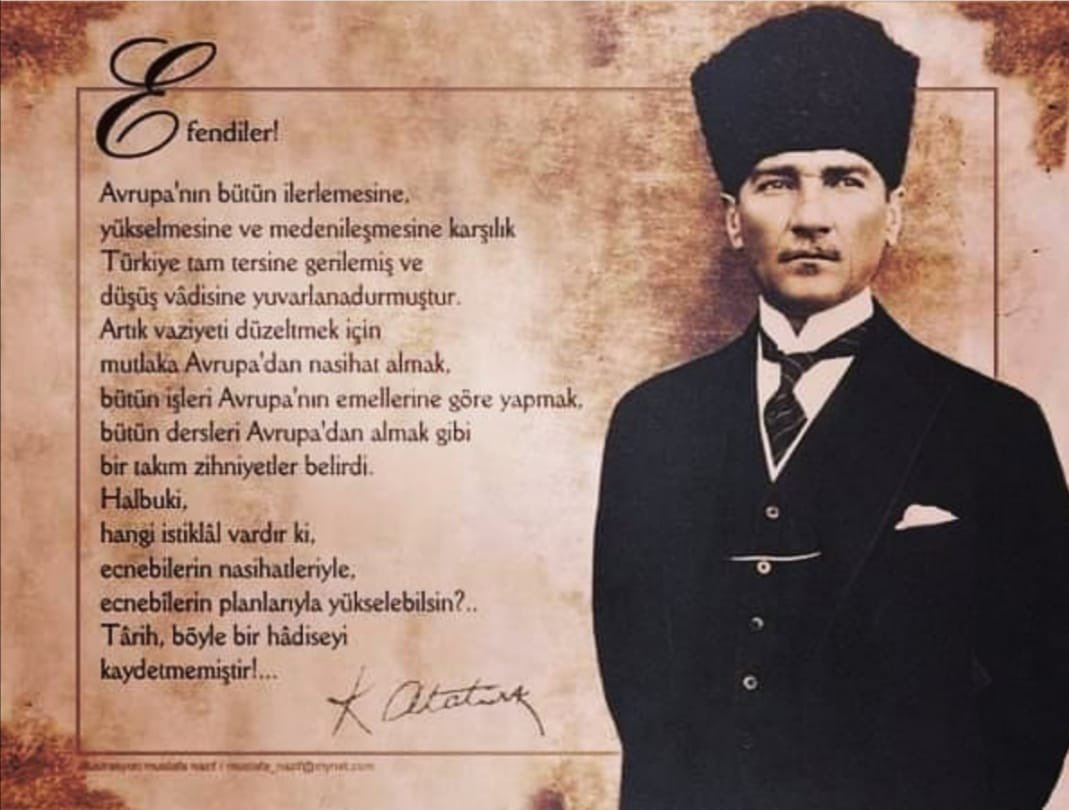 Efendiler!
Avrupa'nın bütün ilerlemesine,
yükselmesine ve medenileşmesine karşılık
Türkiye tam tersine gerilemiş ve
düşüş vâdisine yuvarlanadurmuştur.
Artık vaziyeti düzeltmek için
mutlaka Avrupa'dan nasihat almak,
bütün işleri Avrupa'nın emellerine göre yapmak,
bütün dersleri Avrupa'dan almak gibi
bir takım zihniyetler belirdi.
Halbuki,
hangi istiklâl vardır ki,
ecnebilerin nasihatleriyle,
ecnebîlerin planlarıyla yükselebilsin?..
Târih, böyle bir hâdiseyi
kaydetmemiştir!...
K Atatürk
mustafa nazif / mustafa_nazif@mynet.com